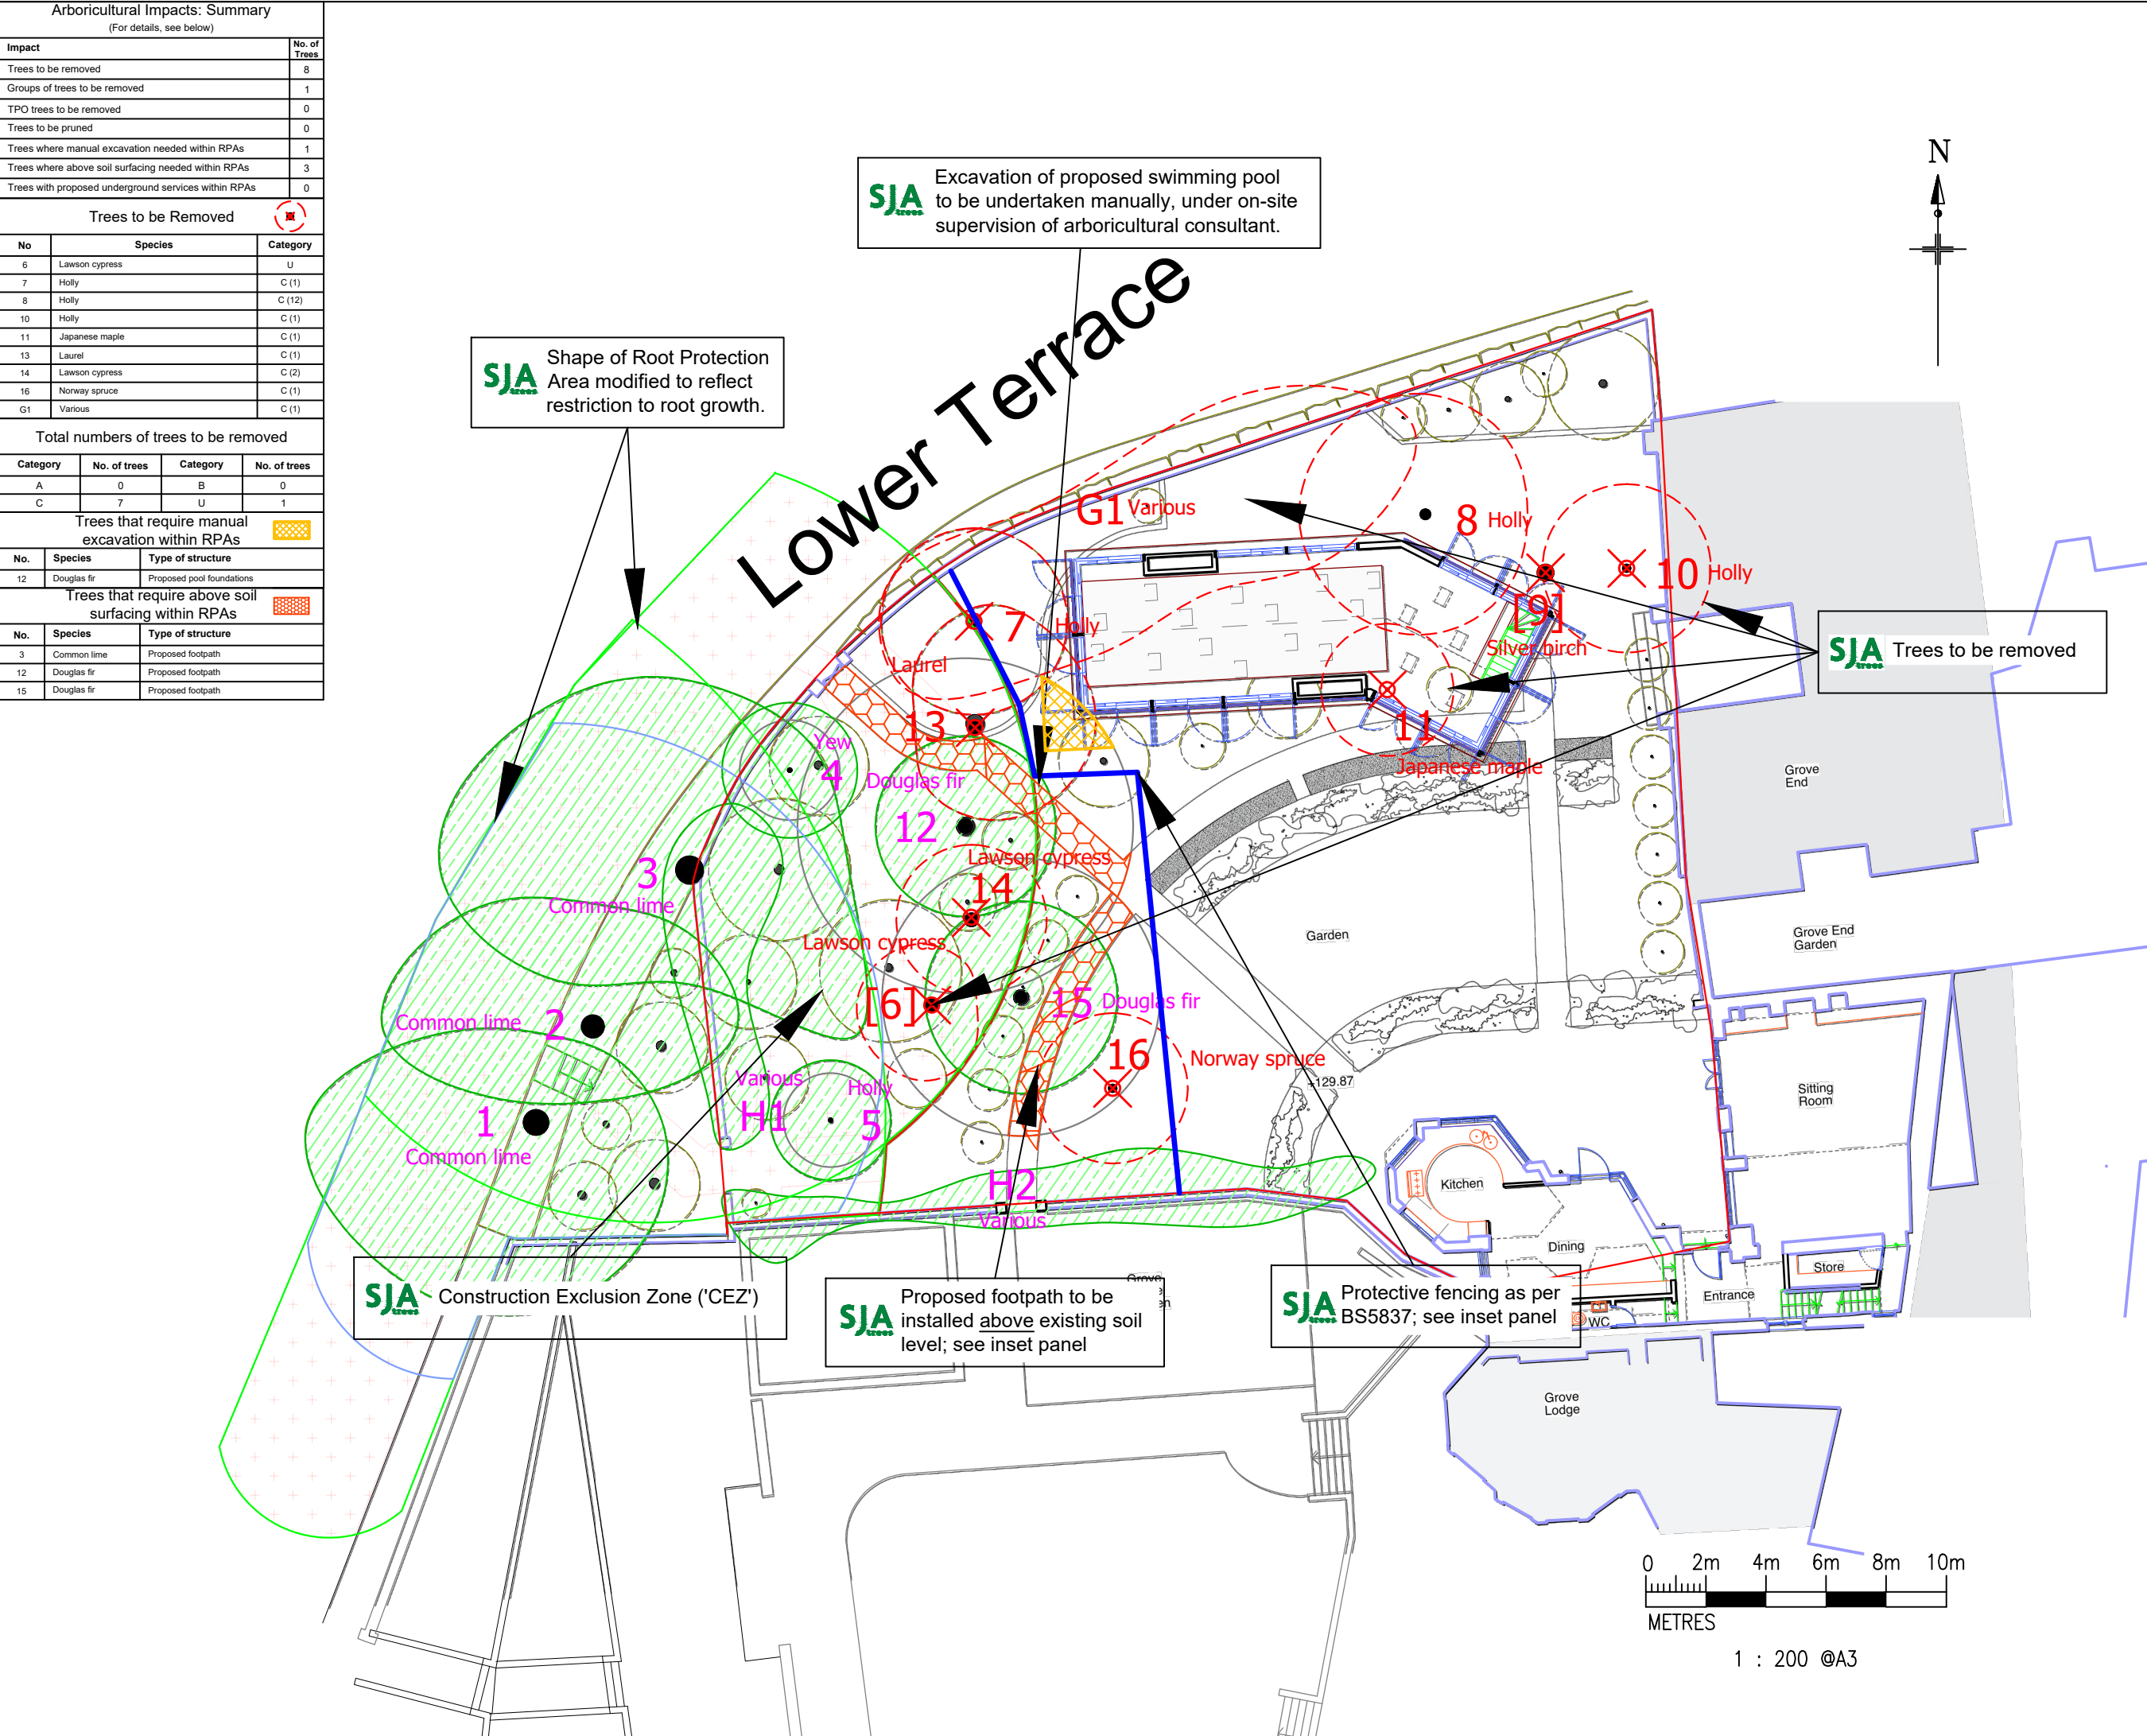 Arboricultural Impacts: Summary
(For details, see below)
Impact No. of Trees
Trees to be removed 8
Groups of trees to be removed 1
TPO trees to be removed 0
Trees to be pruned 0
Trees where manual excavation needed within RPAs 1
Trees where above soil surfacing needed within RPAs 3
Trees with proposed underground services within RPAs 0
Trees to be Removed
No Species Category
6 Lawson cypress U
7 Holly C (1)
8 Holly C (12)
10 Holly C (1)
11 Japanese maple C (1)
13 Laurel C (1)
14 Lawson cypress C (2)
16 Norway spruce C (1)
G1 Various C (1)
Total numbers of trees to be removed
Category No. of trees Category No. of trees
A 0 B 0
C 7 U 1
Trees that require manual
excavation within RPAs
No. Species Type of structure
12 Douglas fir Proposed pool foundations
Trees that require above soil
surfacing within RPAs
No. Species Type of structure
3 Common lime Proposed footpath
12 Douglas fir Proposed footpath
15 Douglas fir Proposed footpath
SJA trees
Excavation of proposed swimming pool
to be undertaken manually, under on-site
supervision of arboricultural consultant.
N
SJA trees
Shape of Root Protection
Area modified to reflect
restriction to root growth.
Lower Terrace
G1 Various
8 Holly
10 Holly
[9]
Silver birch
7 Holly
Laurel
13
11
Japanese maple
SJA trees
Trees to be removed
Yew
4
Douglas fir
12
3
Common lime
Lawson cypress
14
Lawson cypress
[6]
15 Douglas fir
Common lime 2
16 Norway spruce
Various
H1
Holly
5
1
Common lime
H2
Various
Garden
+129.87
Grove
End
Grove End
Garden
Sitting
Room
Kitchen
Dining
Store
Entrance
WC
Grove
SJA trees
Construction Exclusion Zone ('CEZ')
SJA trees
Proposed footpath to be
installed above existing soil
level; see inset panel
SJA trees
Protective fencing as per
BS5837; see inset panel
Grove
Lodge
0 2m 4m 6m 8m 10m
METRES
1 : 200 @A3